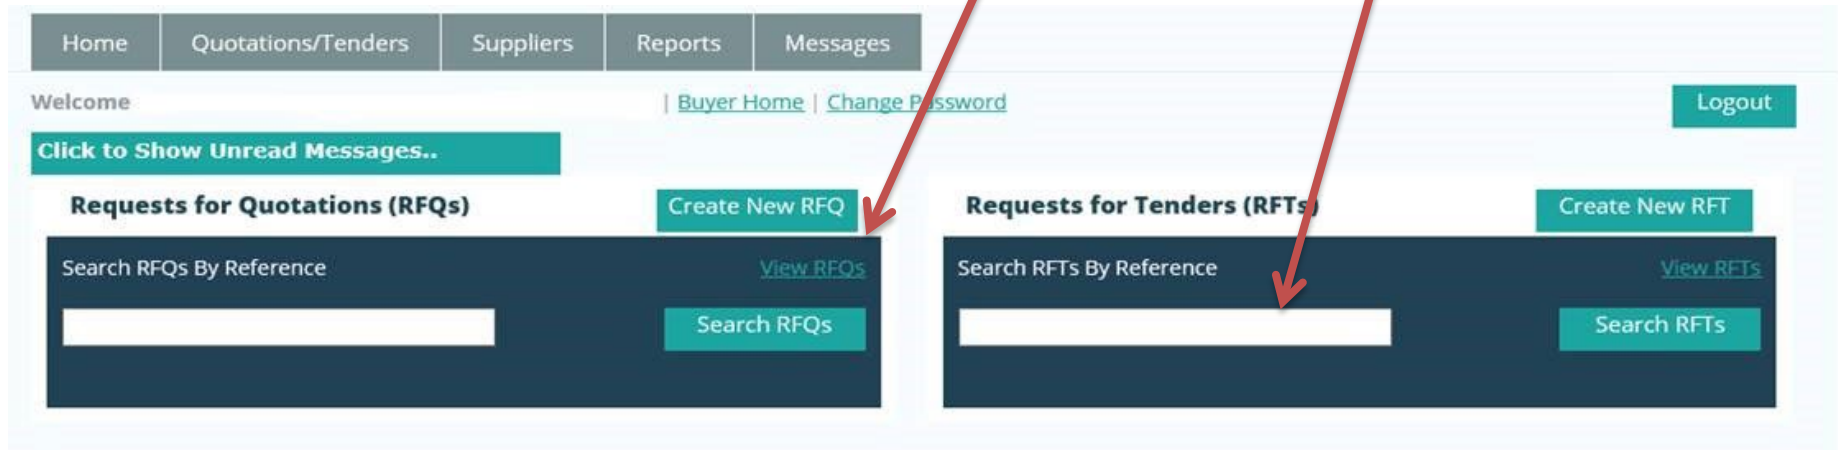 Home Quotations/Tenders Suppliers Reports Messages
Welcome | Buyer Home | Change Password Logout
Click to Show Unread Messages..
Requests for Quotations (RFQs) Create New RFQ
Search RFQs By Reference View RFQs
Search RFQs
Requests for Tenders (RFTs) Create New RFT
Search RFTs By Reference View RFTs
Search RFTs